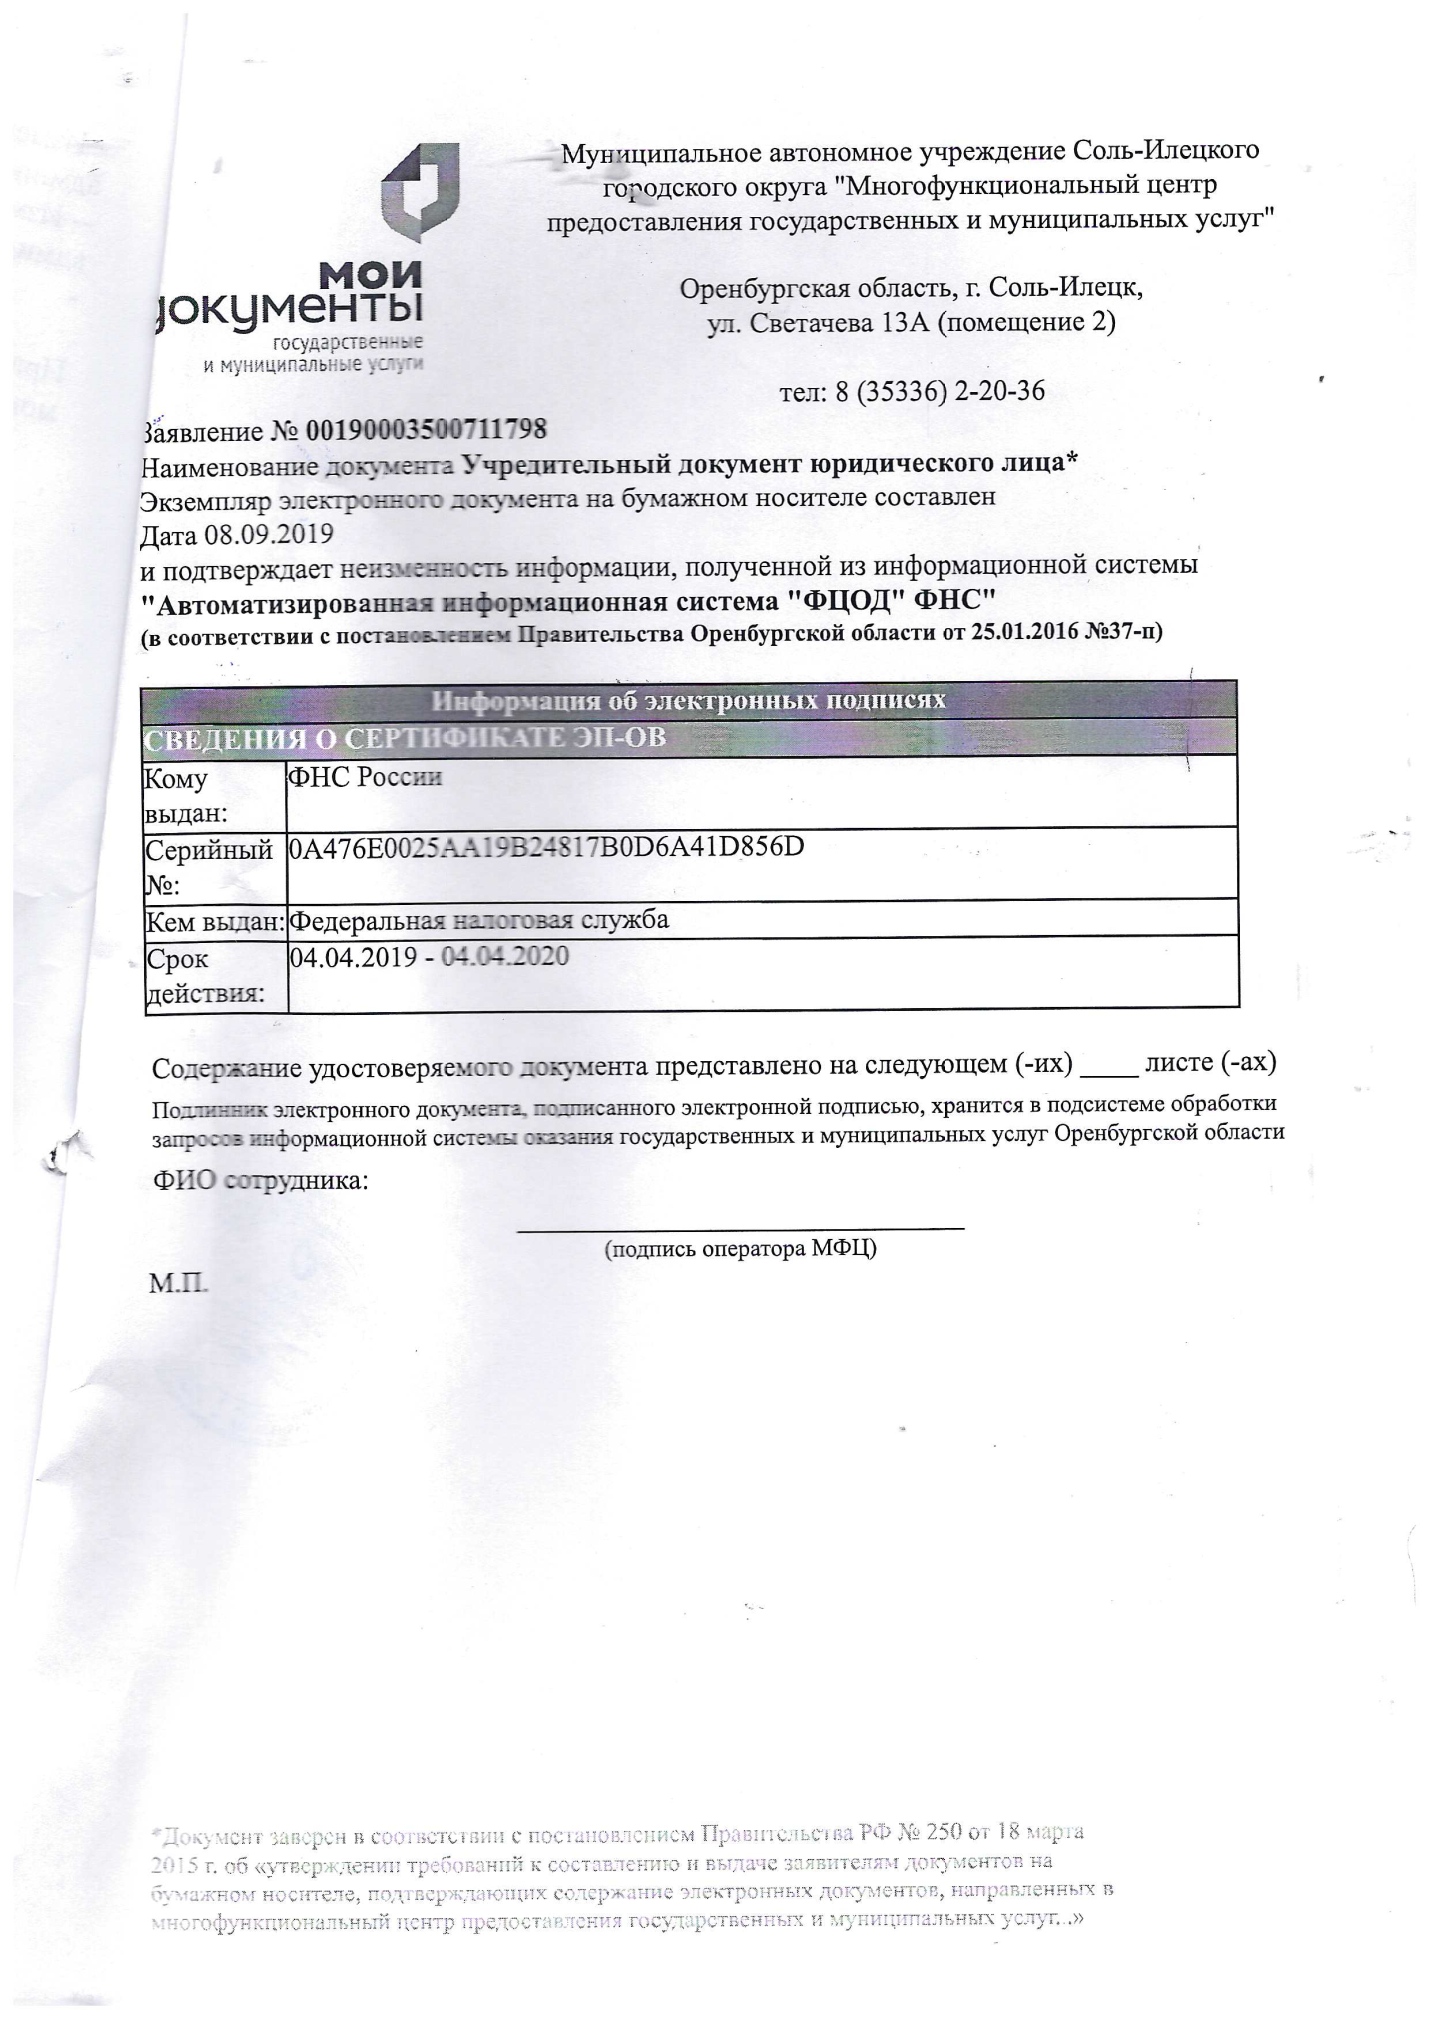 Муниципальное автономное учреждение Соль-Илецкого
городского округа "Многофункциональный центр
предоставления государственных и муниципальных услуг"
Оренбургская область, г. Соль-Илецк,
ул. Светачева 13А (помещение 2)
тел: 8 (35336) 2-20-36
мои
документы
государственные
и муниципальные услуги
Заявление № 00190003500711798
Наименование документа Учредительный документ юридического лица*
Экземпляр электронного документа на бумажном носителе составлен
Дата 08.09.2019
и подтверждает неизменность информации, полученной из информационной системы
"Автоматизированная информационная система "ФЦОД" ФНС"
(в соответствии с постановлением Правительства Оренбургской области от 25.01.2016 №37-п)
Информация об электронных подписях
СВЕДЕНИЯ О СЕРТИФИКАТЕ ЭП-ОВ
Кому выдан: ФНС России
Серийный №: 0A476E0025AA19B24817B0D6A41D856D
Кем выдан: Федеральная налоговая служба
Срок действия: 04.04.2019 - 04.04.2020
Содержание удостоверяемого документа представлено на следующем (-их) ____ листе (-ах)
Подлинник электронного документа, подписанного электронной подписью, хранится в подсистеме обработки
запросов информационной системы оказания государственных и муниципальных услуг Оренбургской области
ФИО сотрудника:
(подпись оператора МФЦ)
М.П.
*Документ заверен в соответствии с постановлением Правительства РФ № 250 от 18 марта
2015 г. об «утверждении требований к составлению и выдаче заявителям документов на
бумажном носителе, подтверждающих содержание электронных документов, направленных в
многофункциональный центр предоставления государственных и муниципальных услуг...»